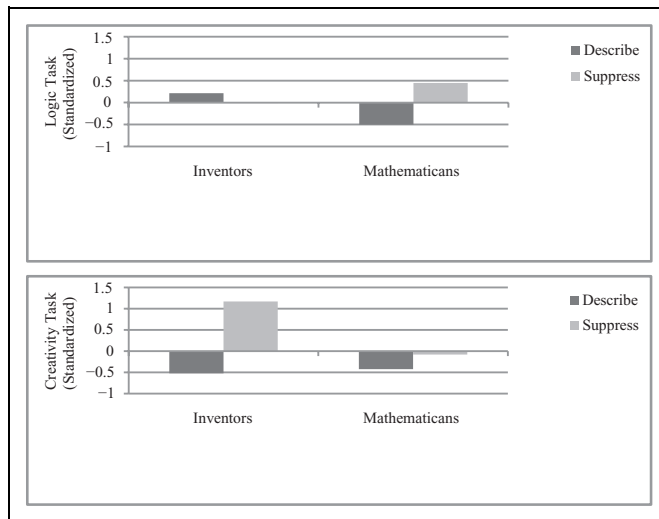 1.5
1
0.5
0
−0.5
−1
Logic Task
(Standardized)
Inventors
Mathematicans
Describe
Suppress
1.5
1
0.5
0
−0.5
−1
Creativity Task
(Standardized)
Inventors
Mathematicans
Describe
Suppress